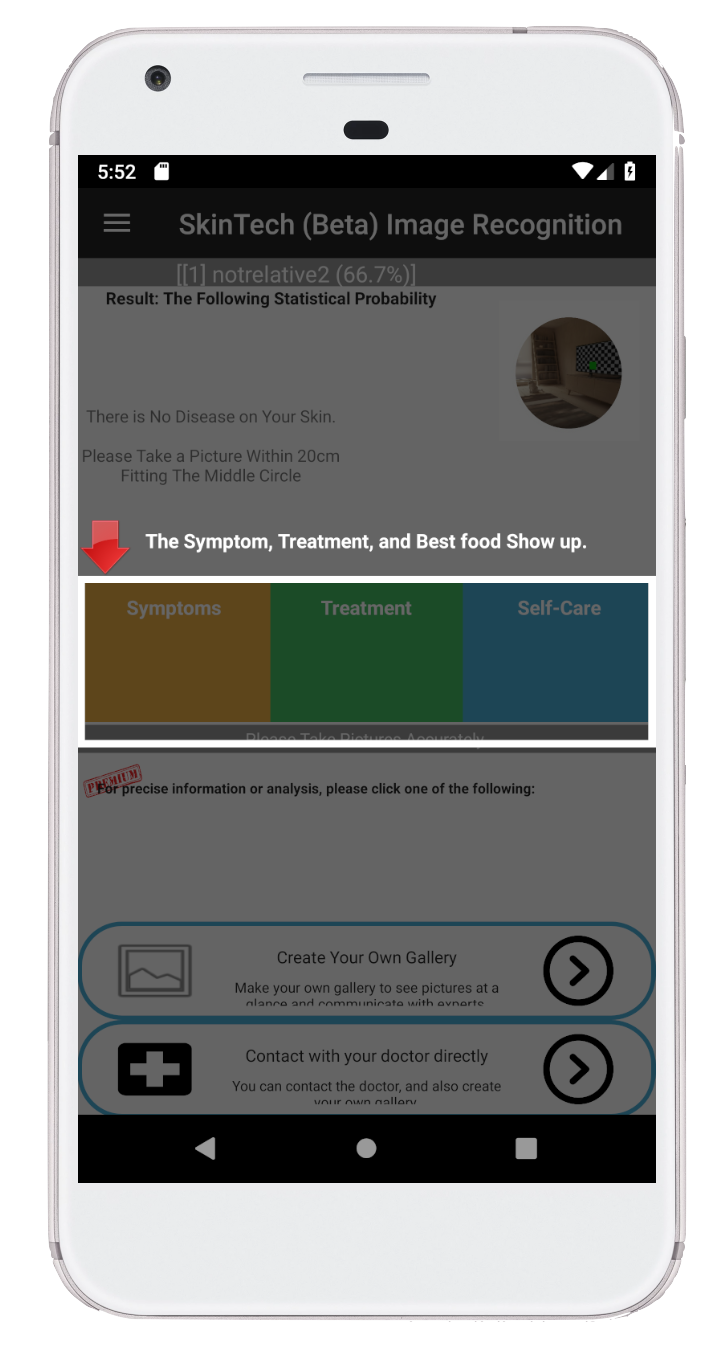 5:52
SkinTech (Beta) Image Recognition
[[1] notrelative2 (66.7%)]
Result: The Following Statistical Probability
There is No Disease on Your Skin.
Please Take a Picture Within 20cm
Fitting The Middle Circle
The Symptom, Treatment, and Best food Show up.
Symptoms
Treatment
Self-Care
Please Take Pictures Accurately
PREMIUM
For precise information or analysis, please click one of the following:
Create Your Own Gallery
Make your own gallery to see pictures at a
glance and communicate with experts
Contact with your doctor directly
You can contact the doctor, and also create
your own gallery